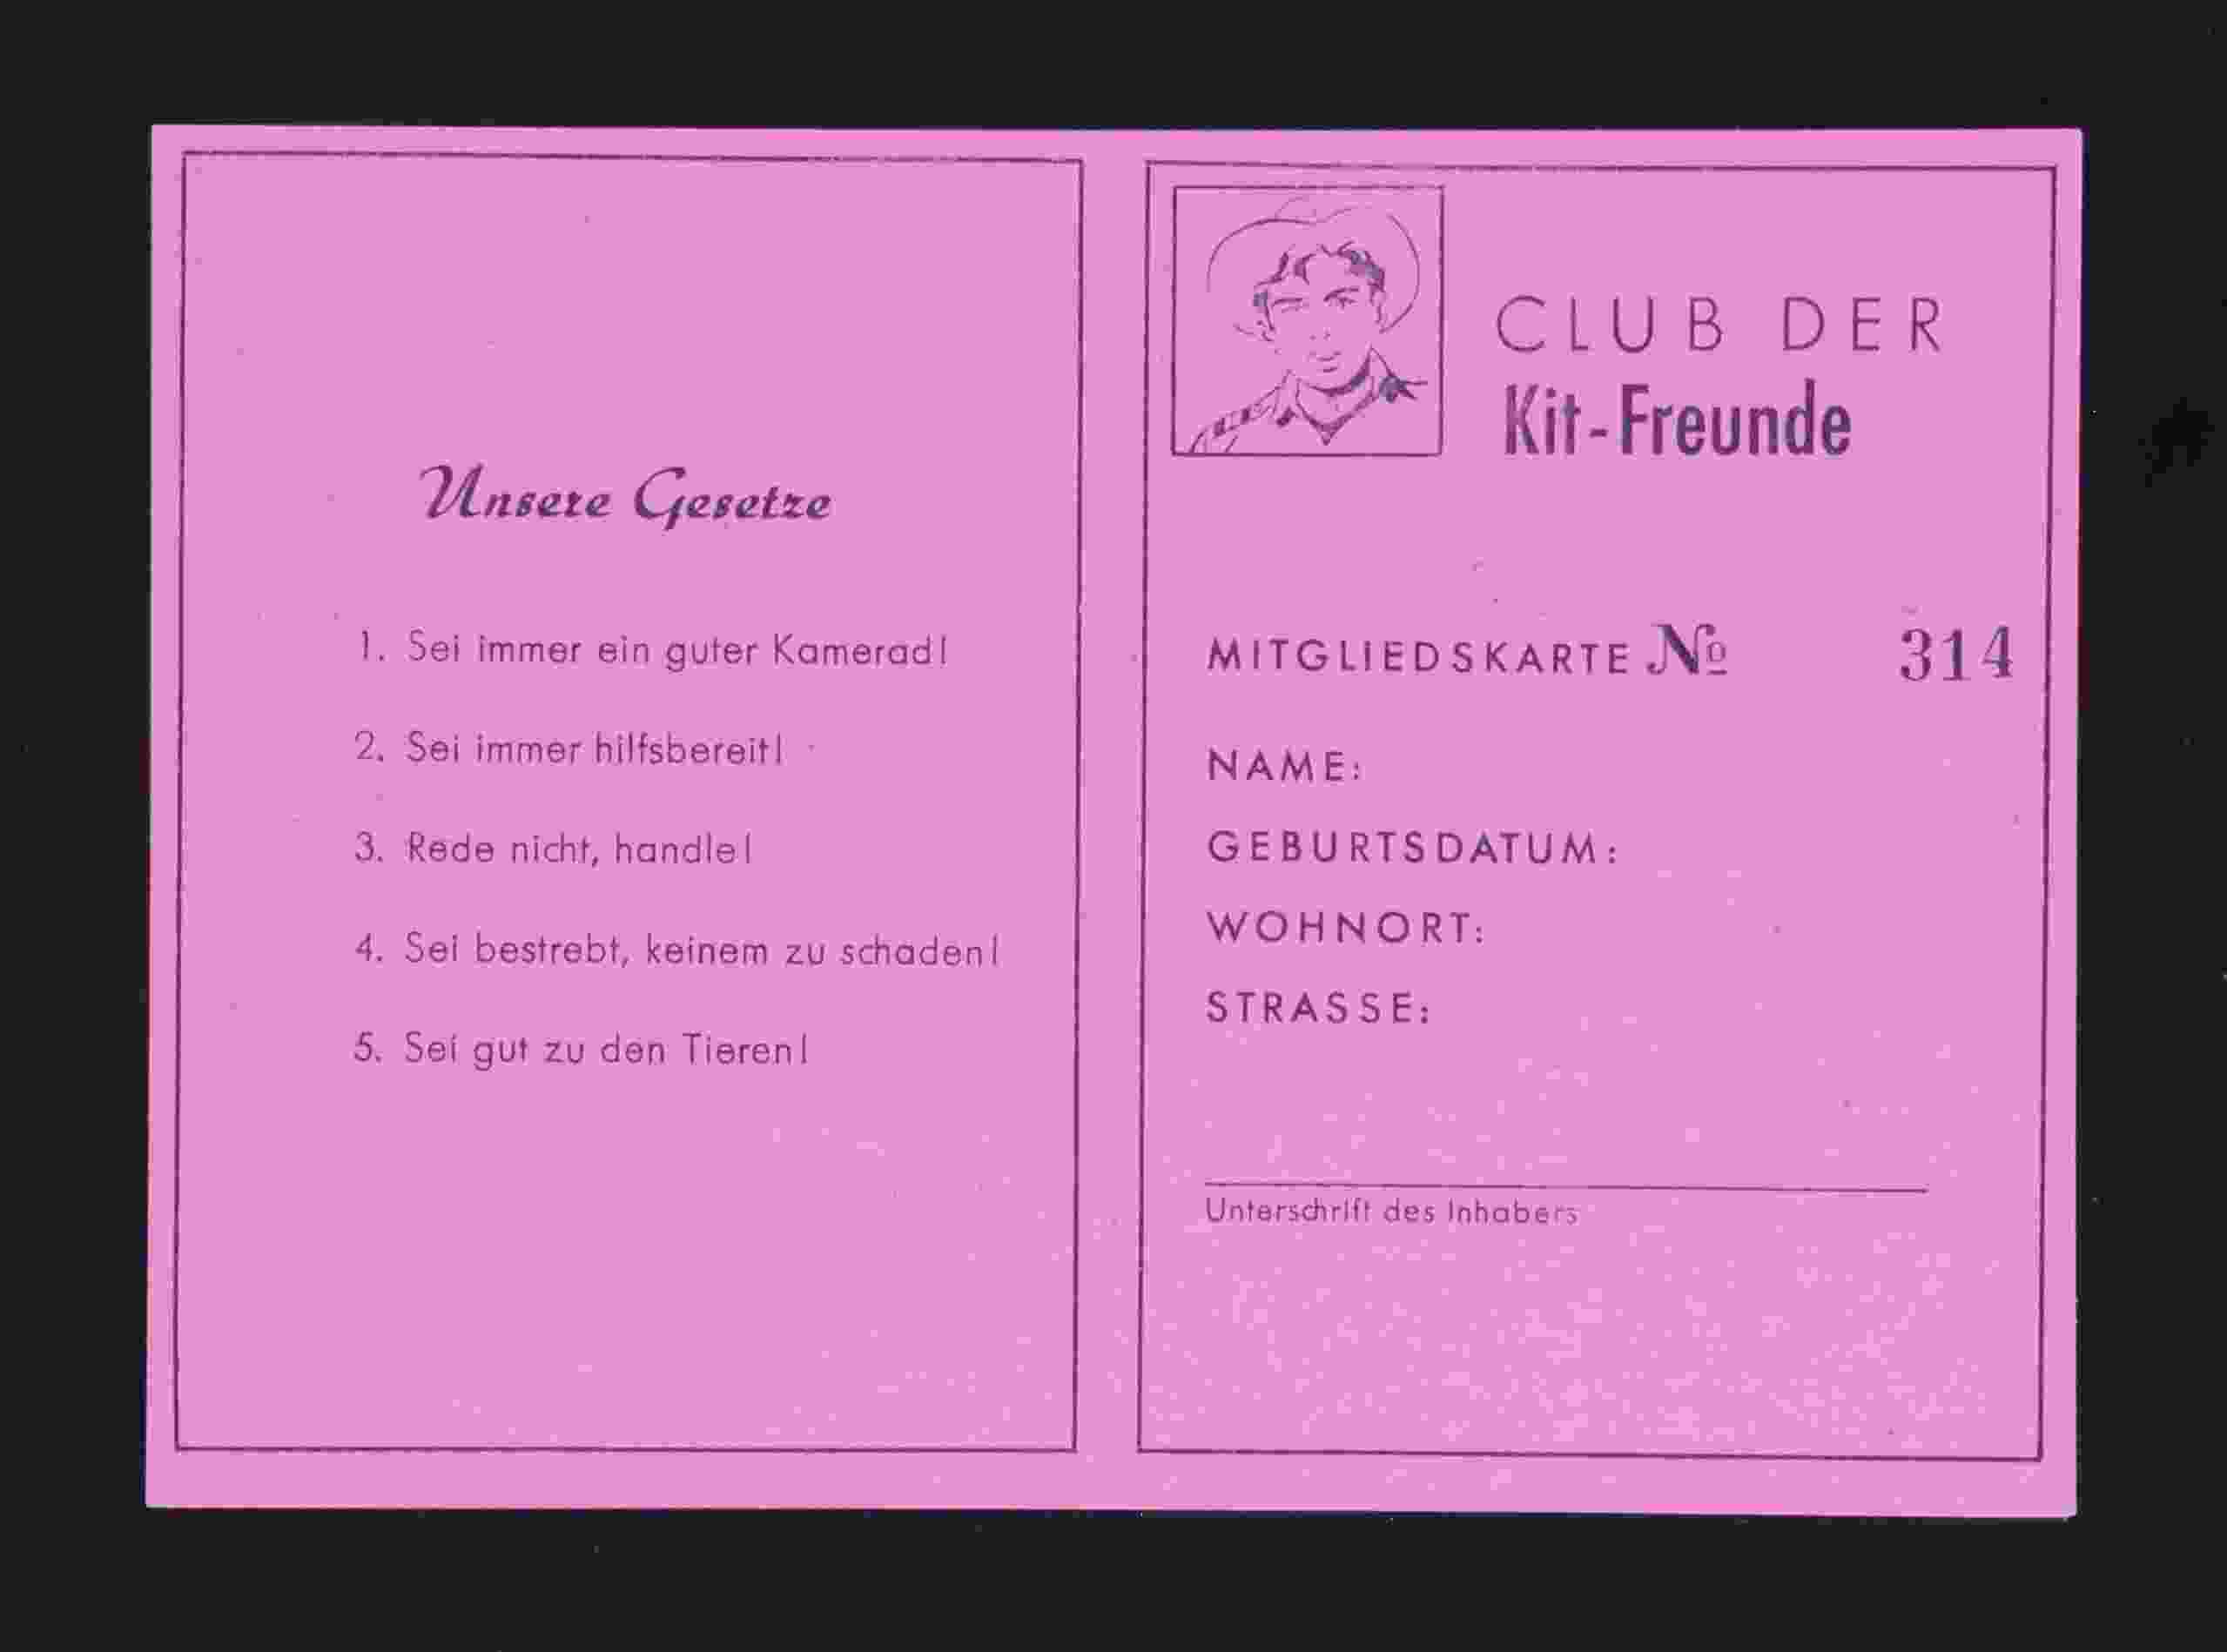 Unsere Gesetze
1. Sei immer ein guter Kamerad!
2. Sei immer hilfsbereit!
3. Rede nicht, handle!
4. Sei bestrebt, keinem zu schaden!
5. Sei gut zu den Tieren!
CLUB DER
Kit-Freunde
MITGLIEDSKARTE № 314
NAME:
GEBURTSDATUM:
WOHNORT:
STRASSE:
Unterschrift des Inhabers